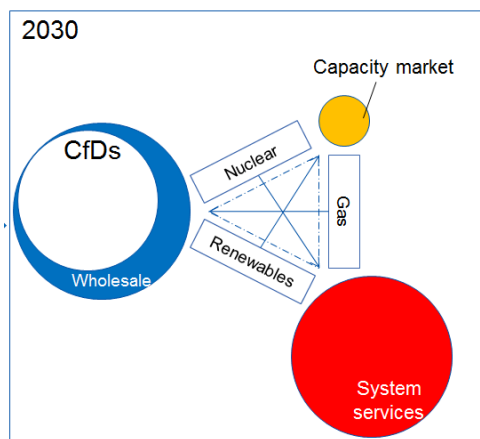 2030
Capacity market
CfDs
Nuclear
Gas
Renewables
Wholesale
System
services